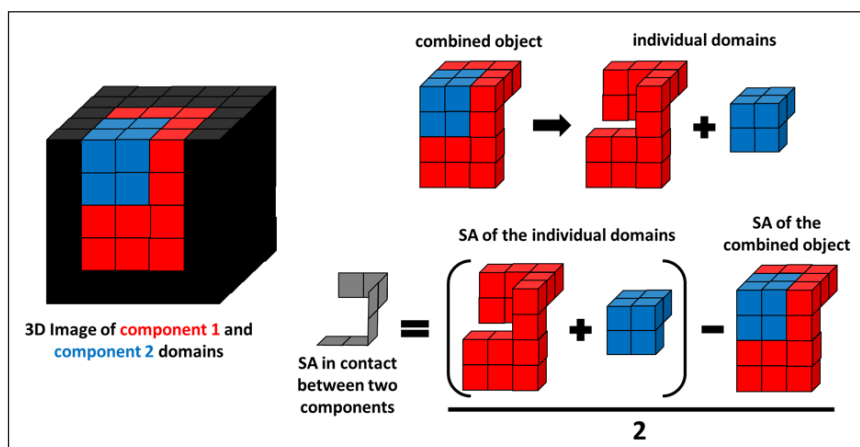 combined object
individual domains
3D Image of component 1 and
component 2 domains
SA of the individual domains
SA of the
combined object
SA in contact
between two
components
=
+
+
−
2